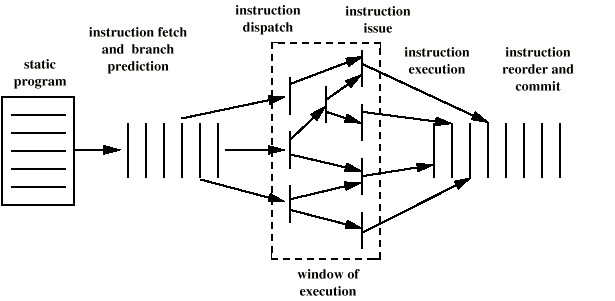 static
program
instruction fetch
and branch
prediction
instruction
dispatch
instruction
issue
instruction
execution
instruction
reorder and
commit
window of
execution